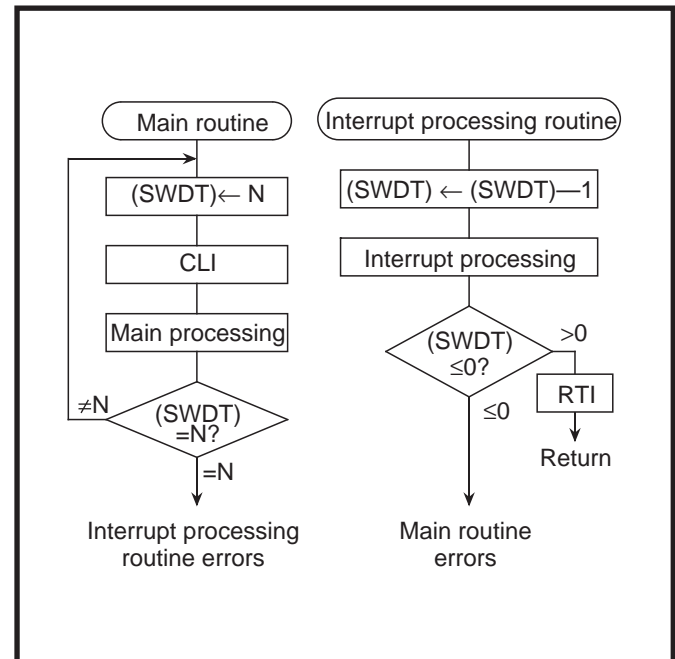 Main routine
(SWDT)← N
CLI
Main processing
≠N
(SWDT)
=N?
=N
Interrupt processing
routine errors
Interrupt processing routine
(SWDT) ← (SWDT)—1
Interrupt processing
(SWDT)
≤0?
>0
RTI
Return
≤0
Main routine
errors